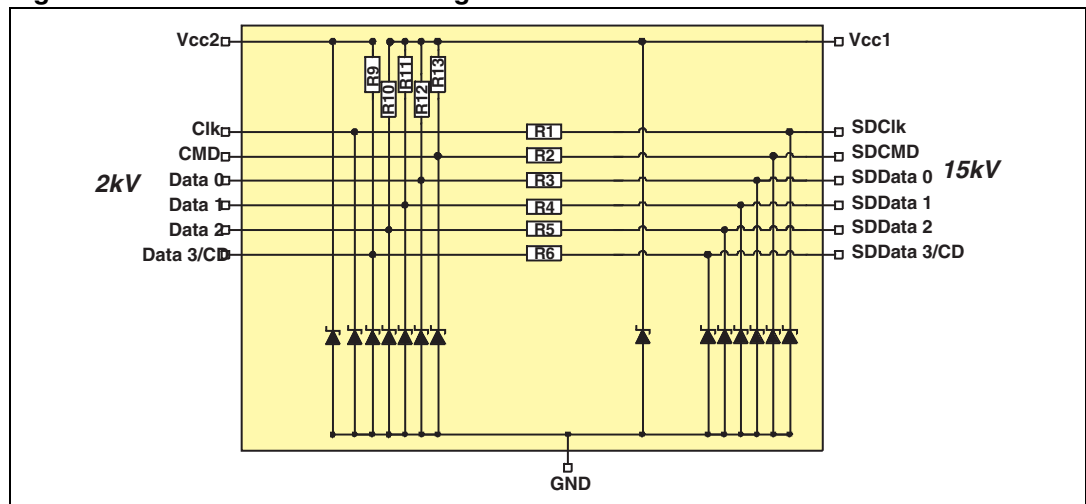 Vcc2 Vcc1
R9 R10 R11 R12 R13
Clk R1 SDClk
CMD R2 SDCMD
2kV Data 0 R3 SDData 0 15kV
Data 1 R4 SDData 1
Data 2 R5 SDData 2
Data 3/CD R6 SDData 3/CD
GND